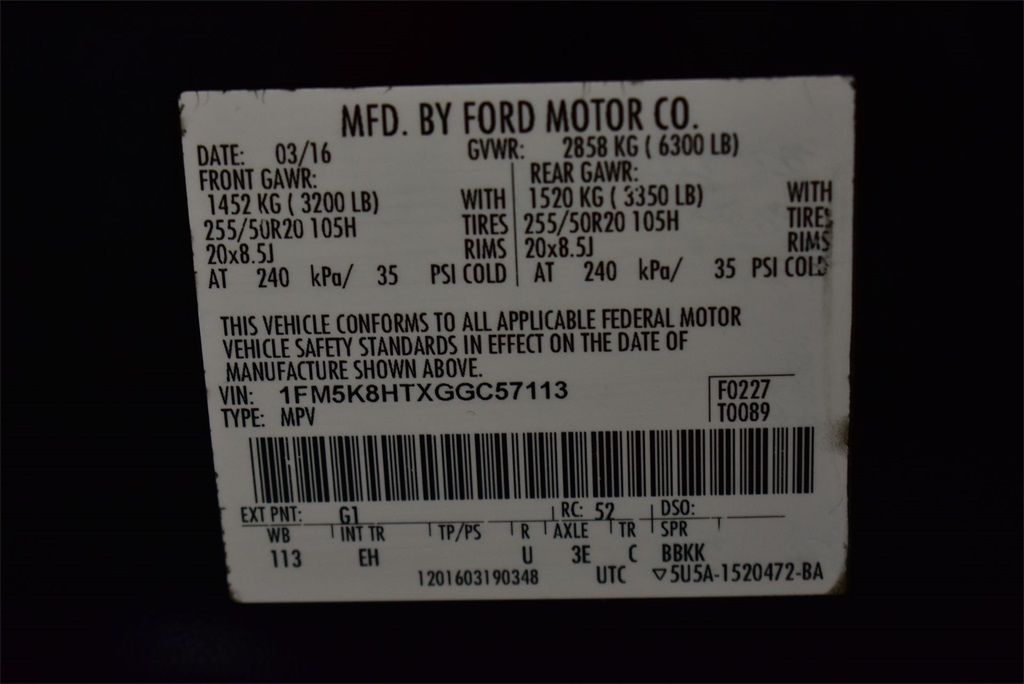 MFD. BY FORD MOTOR CO.
DATE: 03/16 GVWR: 2858 KG ( 6300 LB)
FRONT GAWR: REAR GAWR:
1452 KG ( 3200 LB) WITH 1520 KG ( 3350 LB) WITH
255/50R20 105H TIRES 255/50R20 105H TIRES
20x8.5J RIMS 20x8.5J RIMS
AT 240 kPa/ 35 PSI COLD AT 240 kPa/ 35 PSI COLD
THIS VEHICLE CONFORMS TO ALL APPLICABLE FEDERAL MOTOR
VEHICLE SAFETY STANDARDS IN EFFECT ON THE DATE OF
MANUFACTURE SHOWN ABOVE.
VIN: 1FM5K8HTXGGC57113 F0227
TYPE: MPV T0089
EXT PNT: G1 RC: 52 DSO:
WB INT TR TP/PS R AXLE TR SPR
113 EH U 3E C BBKK
1201603190348 UTC ▽5U5A-1520472-BA